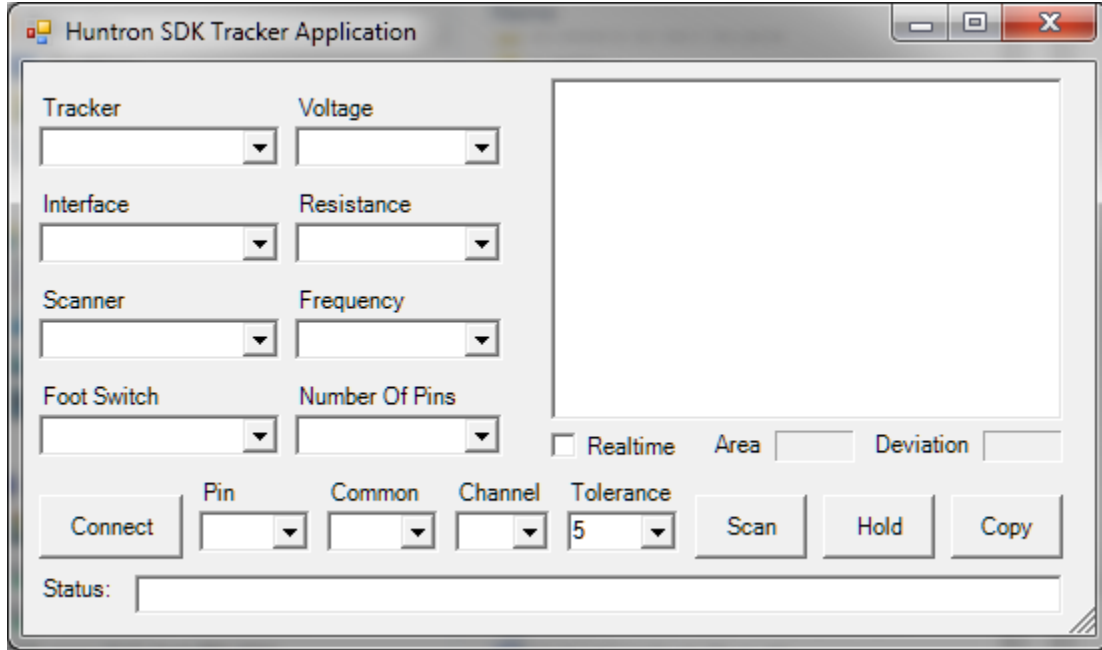 Huntron SDK Tracker Application
Tracker Voltage
Interface Resistance
Scanner Frequency
Foot Switch Number Of Pins
Realtime Area Deviation
Pin Common Channel Tolerance
Connect 5 Scan Hold Copy
Status: